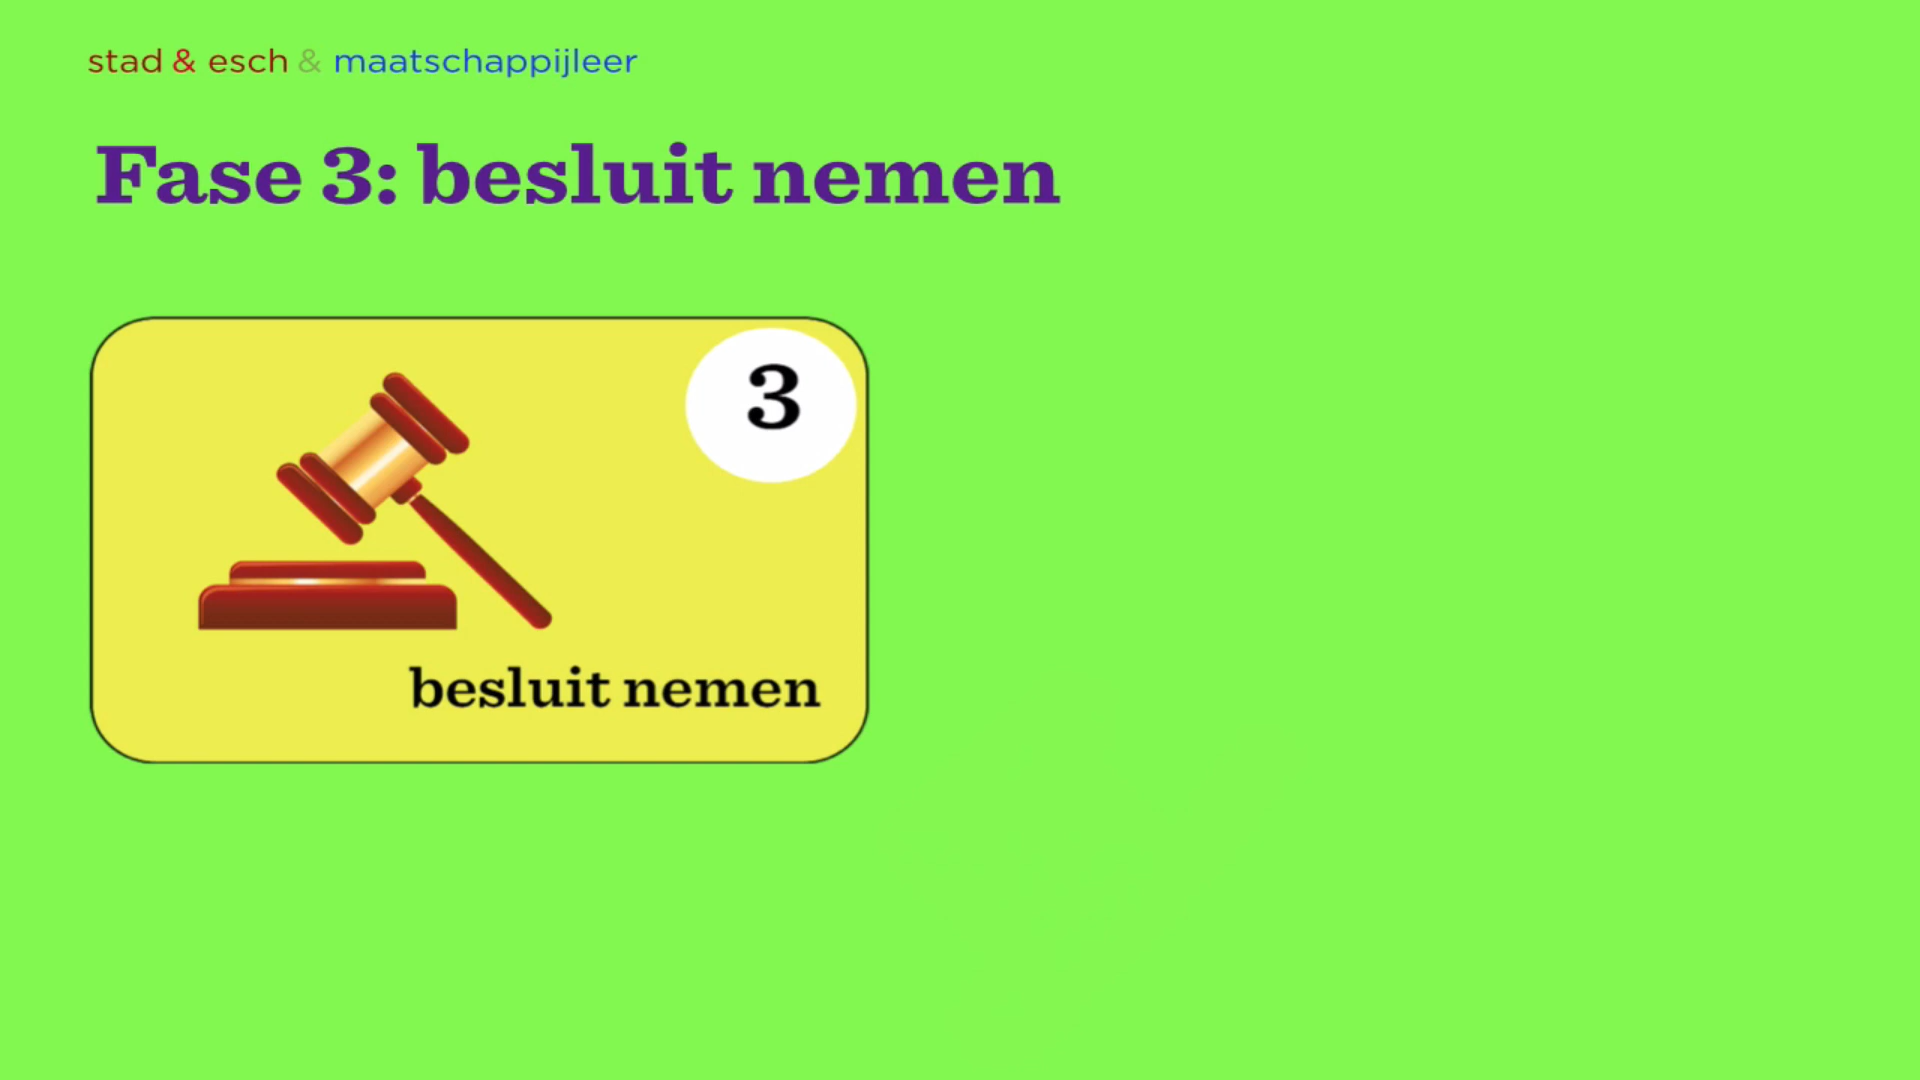 stad & esch & maatschappijleer
Fase 3: besluit nemen
3
besluit nemen